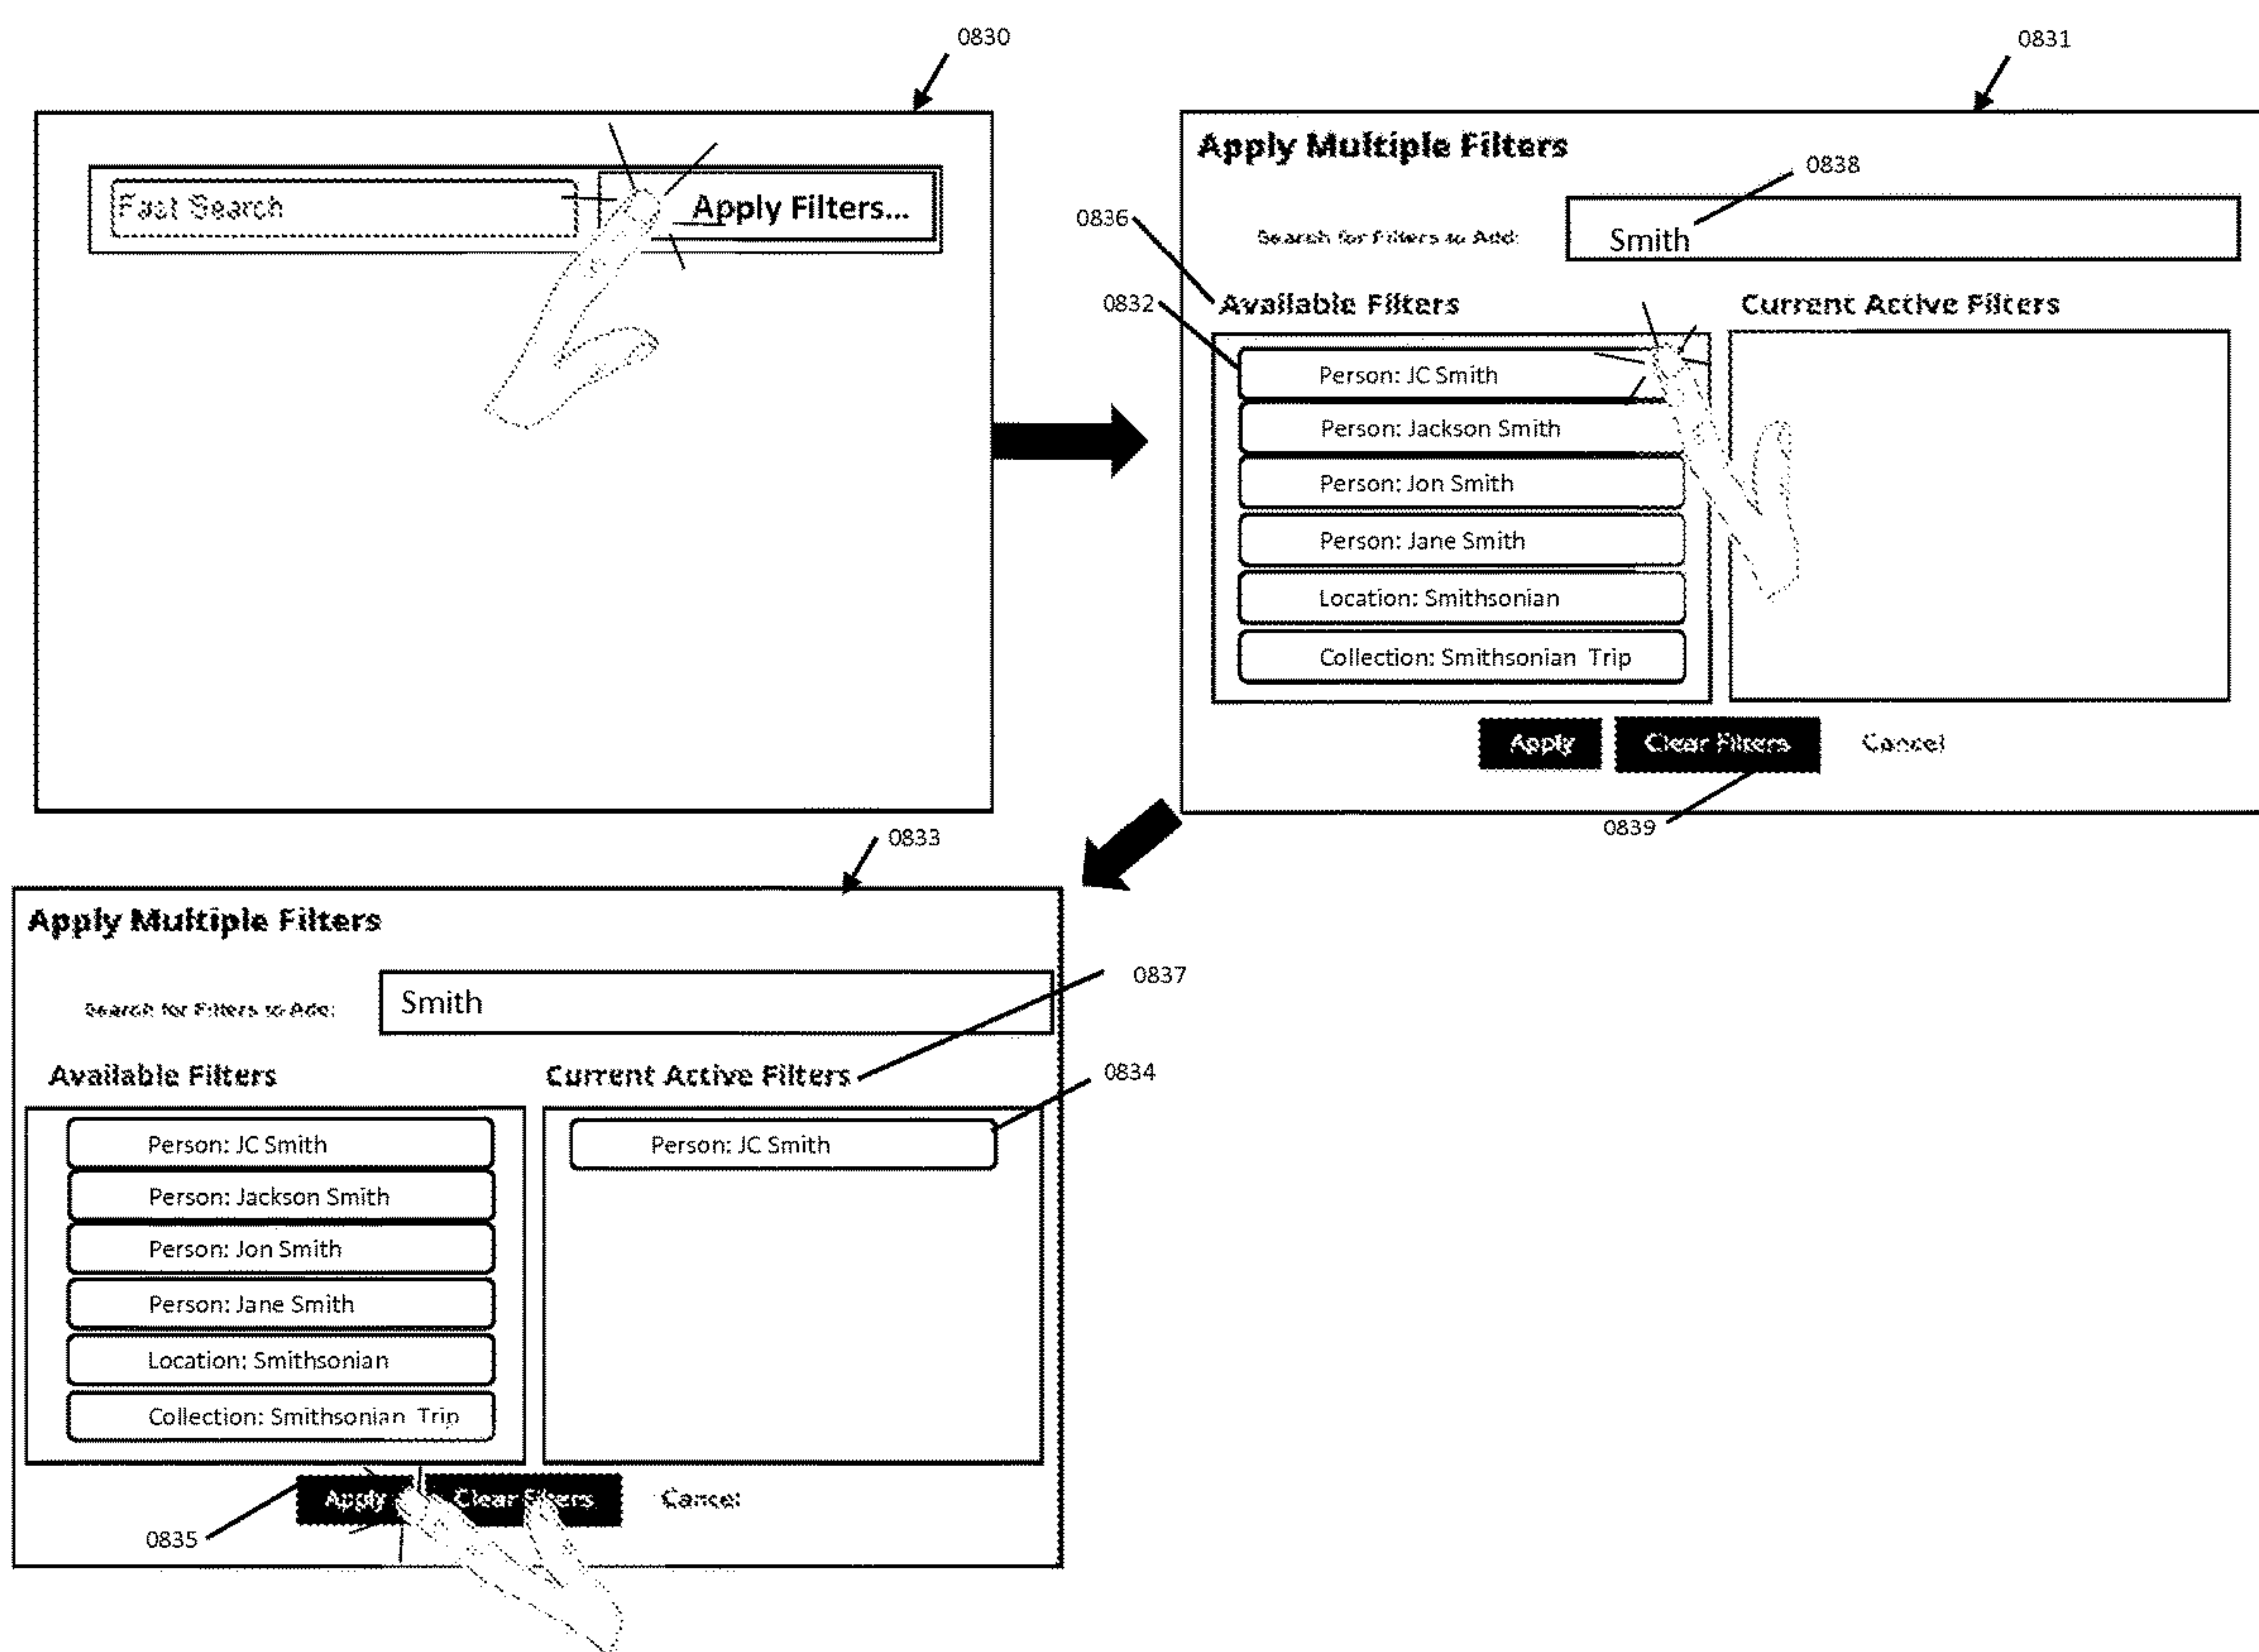 0830
Fast Search
Apply Filters...
0831
Apply Multiple Filters
0838
0836
Search for Filters to Add:
Smith
0832
Available Filters
Current Active Filters
Person: JC Smith
Person: Jackson Smith
Person: Jon Smith
Person: Jane Smith
Location: Smithsonian
Collection: Smithsonian Trip
Apply
Clear Filters
Cancel
0839
0833
Apply Multiple Filters
0837
Search for Filters to Add:
Smith
Available Filters
Current Active Filters
0834
Person: JC Smith
Person: Jackson Smith
Person: Jon Smith
Person: Jane Smith
Location: Smithsonian
Collection: Smithsonian Trip
Person: JC Smith
Apply
Clear Filters
Cancel
0835